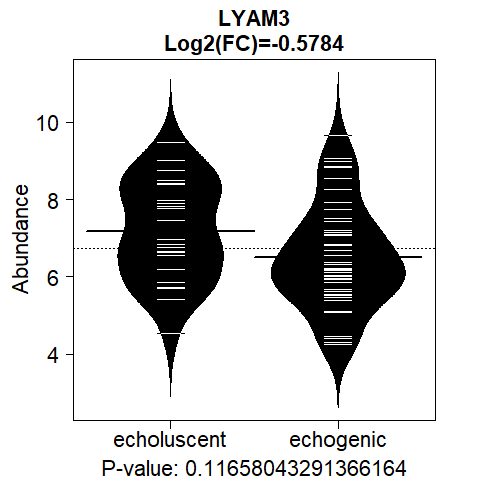 LYAM3
Log2(FC)=-0.5784
Abundance
10
8
6
4
echoluscent
echogenic
P-value: 0.11658043291366164